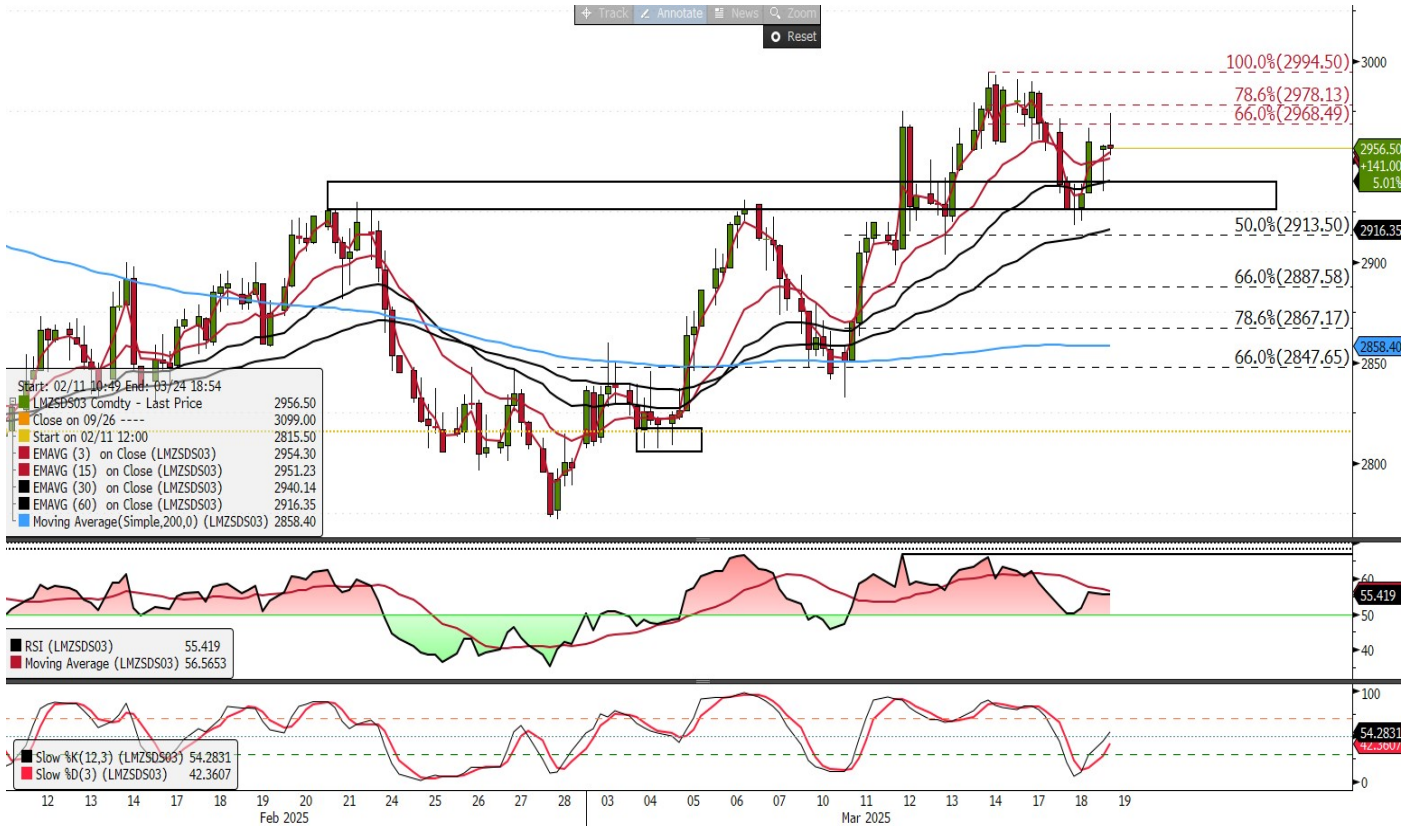 Track Annotate News Zoom
Reset
100.0%(2994.50)
78.6%(2978.13)
66.0%(2968.49)
50.0%(2913.50)
66.0%(2887.58)
78.6%(2867.17)
66.0%(2847.65)
3000
2956.50
+141.00
5.01%
2916.35
2900
2858.40
2850
2800
Start: 02/11 10:49 End: 03/24 18:54
LMZSDS03 Comdty - Last Price 2956.50
Close on 09/26 ---- 3099.00
Start on 02/11 12:00 2815.50
EMAVG (3) on Close (LMZSDS03) 2954.30
EMAVG (15) on Close (LMZSDS03) 2951.23
EMAVG (30) on Close (LMZSDS03) 2940.14
EMAVG (60) on Close (LMZSDS03) 2916.35
Moving Average(Simple,200,0) (LMZSDS03) 2858.40
60
55.419
50
40
RSI (LMZSDS03) 55.419
Moving Average (LMZSDS03) 56.5653
100
54.2831
42.3607
0
Slow %K(12,3) (LMZSDS03) 54.2831
Slow %D(3) (LMZSDS03) 42.3607
12 13 14 17 18 19 20 21 24 25 26 27 28 03 04 05 06 07 10 11 12 13 14 17 18 19
Feb 2025 Mar 2025